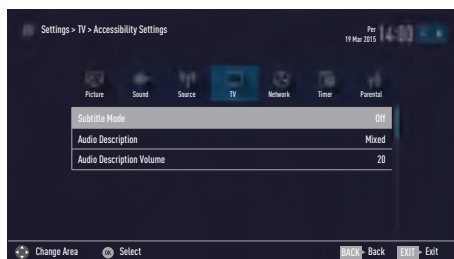 Settings > TV > Accessibility Settings
Per
19 Mar 2015 14:00
Picture Sound Source TV Network Timer Parental
Subtitle Mode Off
Audio Description Mixed
Audio Description Volume 20
Change Area OK Select BACK Back EXIT Exit